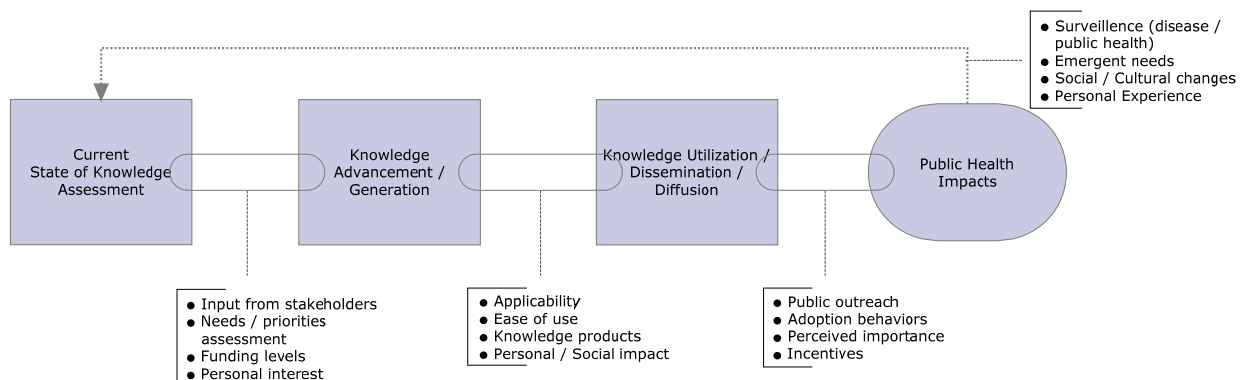 ● Surveillence (disease /
public health)
● Emergent needs
● Social / Cultural changes
● Personal Experience
Current
State of Knowledge
Assessment
Knowledge
Advancement /
Generation
Knowledge Utilization /
Dissemination /
Diffusion
Public Health
Impacts
● Input from stakeholders
● Needs / priorities
assessment
● Funding levels
● Personal interest
● Applicability
● Ease of use
● Knowledge products
● Personal / Social impact
● Public outreach
● Adoption behaviors
● Perceived importance
● Incentives